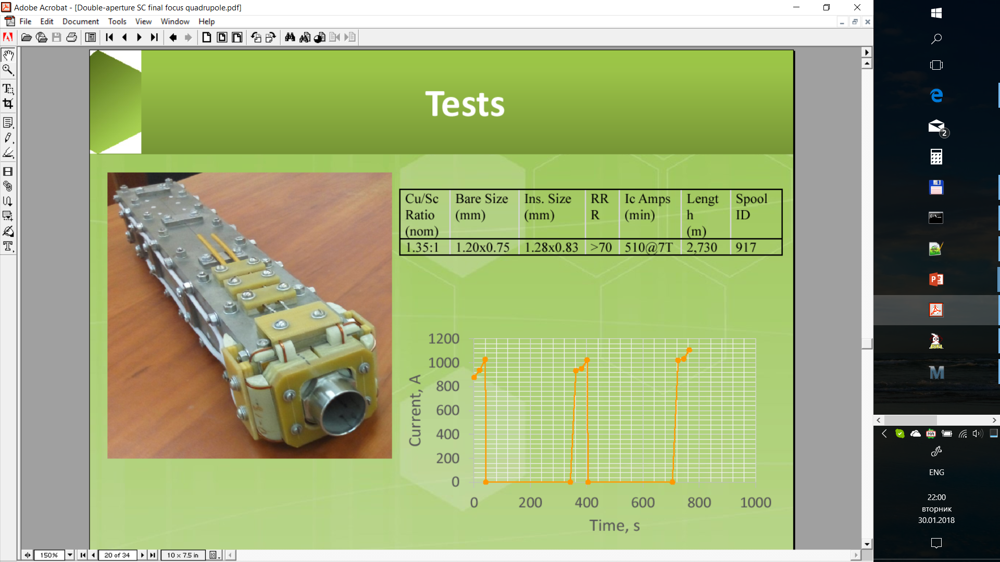 Adobe Acrobat - [Double-aperture SC final focus quadrupole.pdf]
File Edit Document Tools View Window Help
Tests
Cu/Sc Ratio (nom) Bare Size (mm) Ins. Size (mm) RR R Ic Amps (min) Lengt h (m) Spool ID
1.35:1 1.20x0.75 1.28x0.83 >70 510@7T 2,730 917
Current, A
1200
1000
800
600
400
200
0
0 200 400 600 800 1000
Time, s
150% 20 of 34 10 x 7.5 in
2
ENG
22:00
вторник
30.01.2018